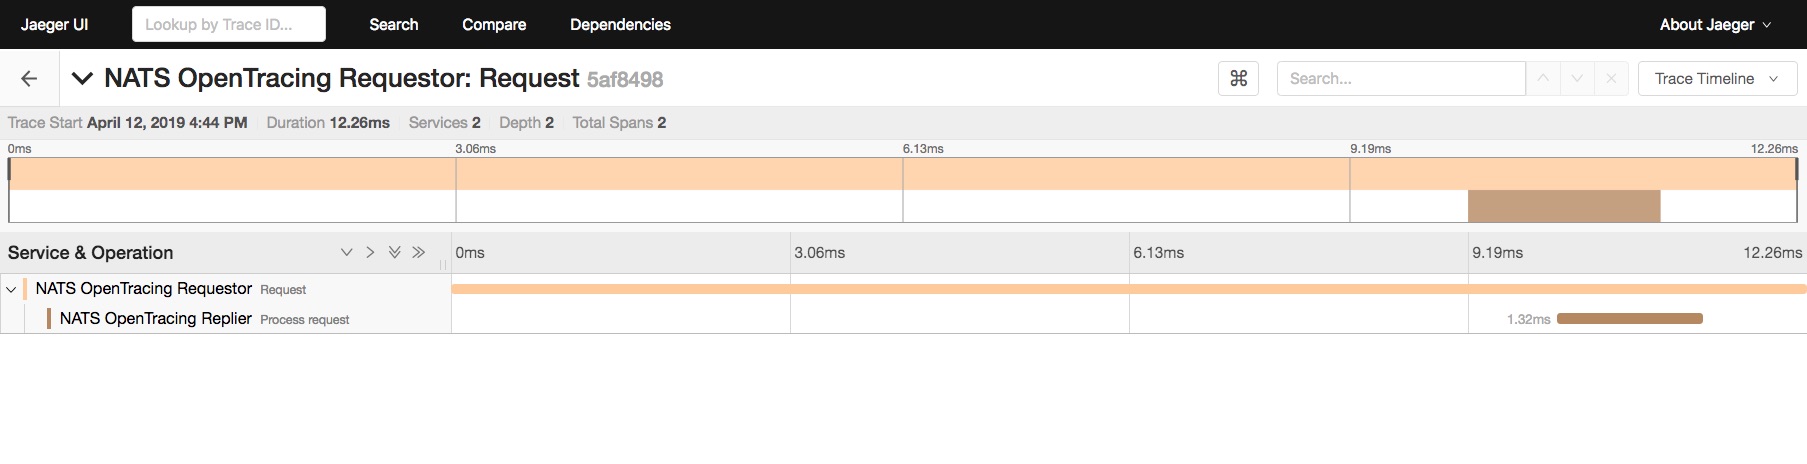 Jaeger UI Lookup by Trace ID... Search Compare Dependencies About Jaeger
NATS OpenTracing Requestor: Request 5af8498 ⌘ Search... Trace Timeline
Trace Start April 12, 2019 4:44 PM Duration 12.26ms Services 2 Depth 2 Total Spans 2
0ms 3.06ms 6.13ms 9.19ms 12.26ms
Service & Operation 0ms 3.06ms 6.13ms 9.19ms 12.26ms
NATS OpenTracing Requestor Request
NATS OpenTracing Replier Process request 1.32ms